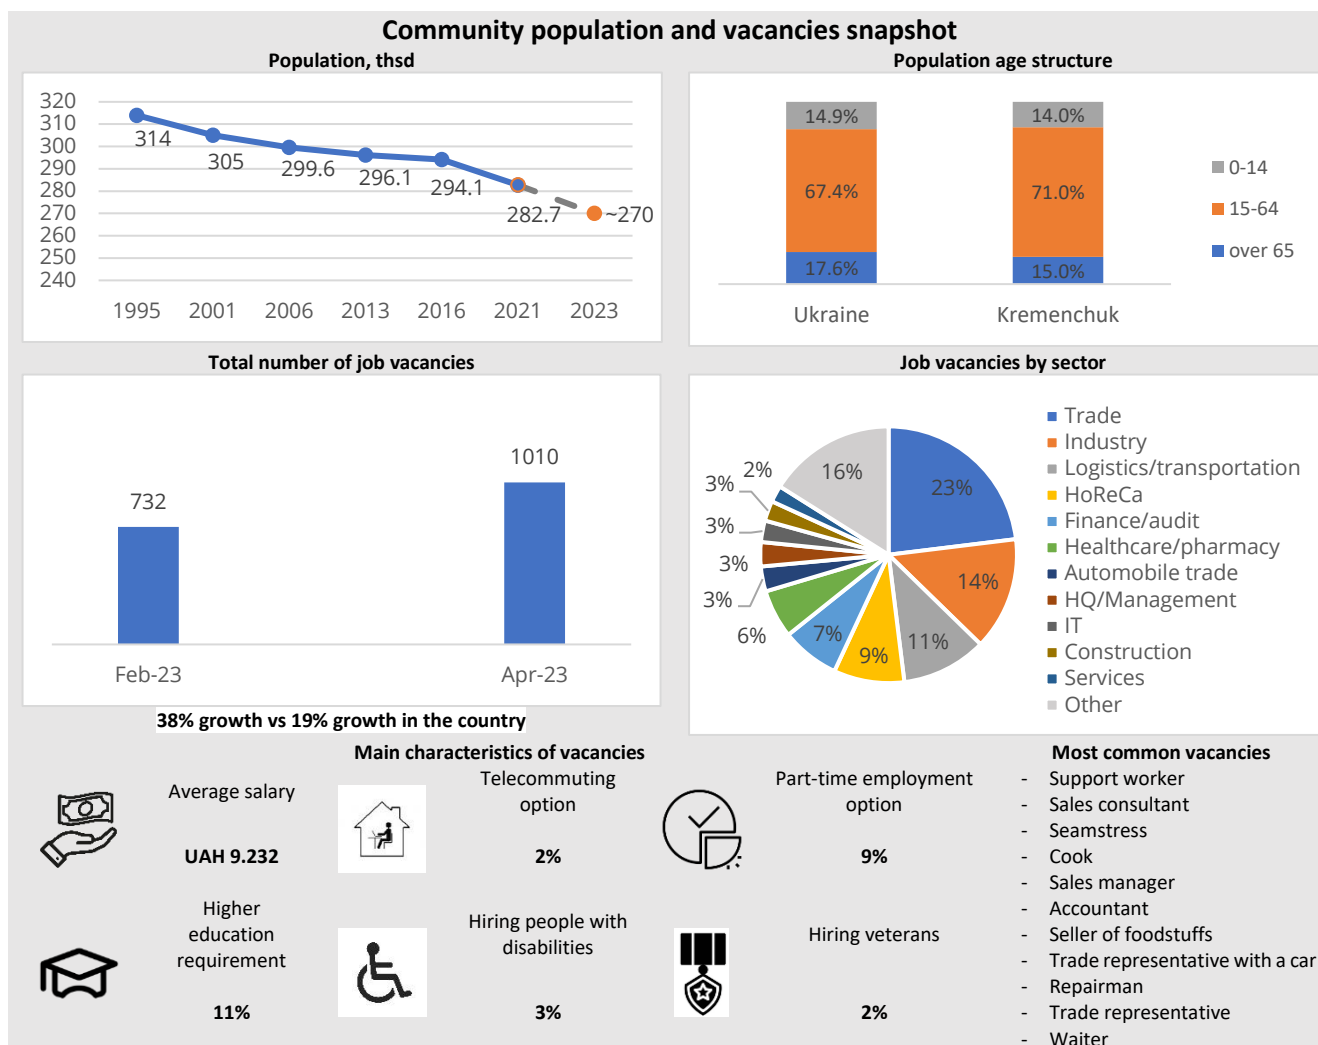 Community population and vacancies snapshot
Population, thsd
320
310
300
290
280
270
260
250
240
314
305
299.6
296.1
294.1
282.7
~270
1995 2001 2006 2013 2016 2021 2023
Population age structure
14.9%
67.4%
17.6%
14.0%
71.0%
15.0%
Ukraine Kremenchuk
0-14
15-64
over 65
Total number of job vacancies
732
1010
Feb-23 Apr-23
38% growth vs 19% growth in the country
Job vacancies by sector
23%
14%
11%
9%
7%
6%
3%
3%
3%
3%
2%
16%
Trade
Industry
Logistics/transportation
HoReCa
Finance/audit
Healthcare/pharmacy
Automobile trade
HQ/Management
IT
Construction
Services
Other
Main characteristics of vacancies
Average salary
UAH 9.232
Telecommuting
option
2%
Part-time employment
option
9%
Higher
education
requirement
11%
Hiring people with
disabilities
3%
Hiring veterans
2%
Most common vacancies
- Support worker
- Sales consultant
- Seamstress
- Cook
- Sales manager
- Accountant
- Seller of foodstuffs
- Trade representative with a car
- Repairman
- Trade representative
- Waiter